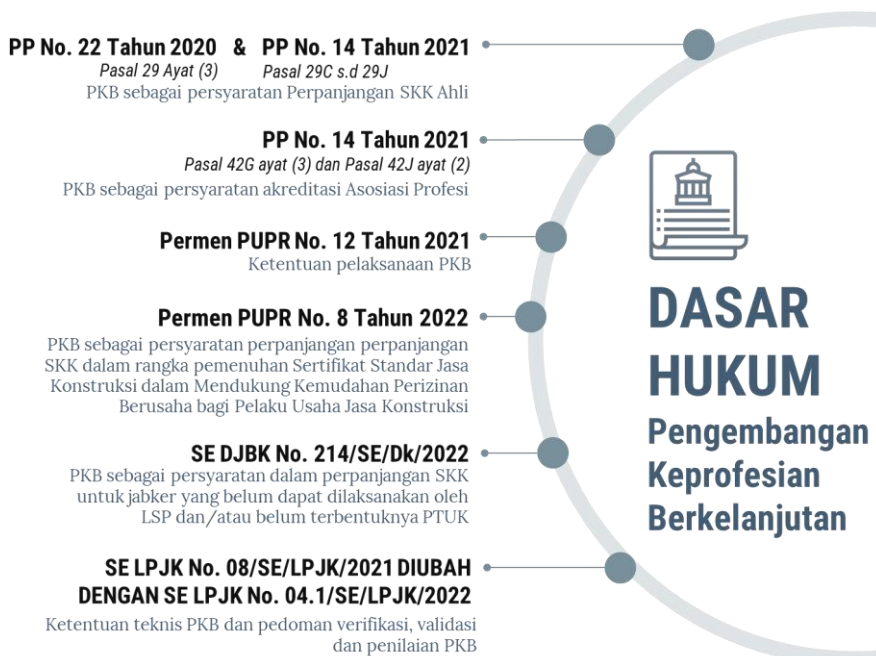 PP No. 22 Tahun 2020 & PP No. 14 Tahun 2021
Pasal 29 Ayat (3) Pasal 29C s.d 29J
PKB sebagai persyaratan Perpanjangan SKK Ahli
PP No. 14 Tahun 2021
Pasal 42G ayat (3) dan Pasal 42J ayat (2)
PKB sebagai persyaratan akreditasi Asosiasi Profesi
Permen PUPR No. 12 Tahun 2021
Ketentuan pelaksanaan PKB
Permen PUPR No. 8 Tahun 2022
PKB sebagai persyaratan perpanjangan perpanjangan
SKK dalam rangka pemenuhan Sertifikat Standar Jasa
Konstruksi dalam Mendukung Kemudahan Perizinan
Berusaha bagi Pelaku Usaha Jasa Konstruksi
SE DJBK No. 214/SE/Dk/2022
PKB sebagai persyaratan dalam perpanjangan SKK
untuk jabker yang belum dapat dilaksanakan oleh
LSP dan/atau belum terbentuknya PTUK
SE LPJK No. 08/SE/LPJK/2021 DIUBAH
DENGAN SE LPJK No. 04.1/SE/LPJK/2022
Ketentuan teknis PKB dan pedoman verifikasi, validasi
dan penilaian PKB
DASAR
HUKUM
Pengembangan
Keprofesian
Berkelanjutan